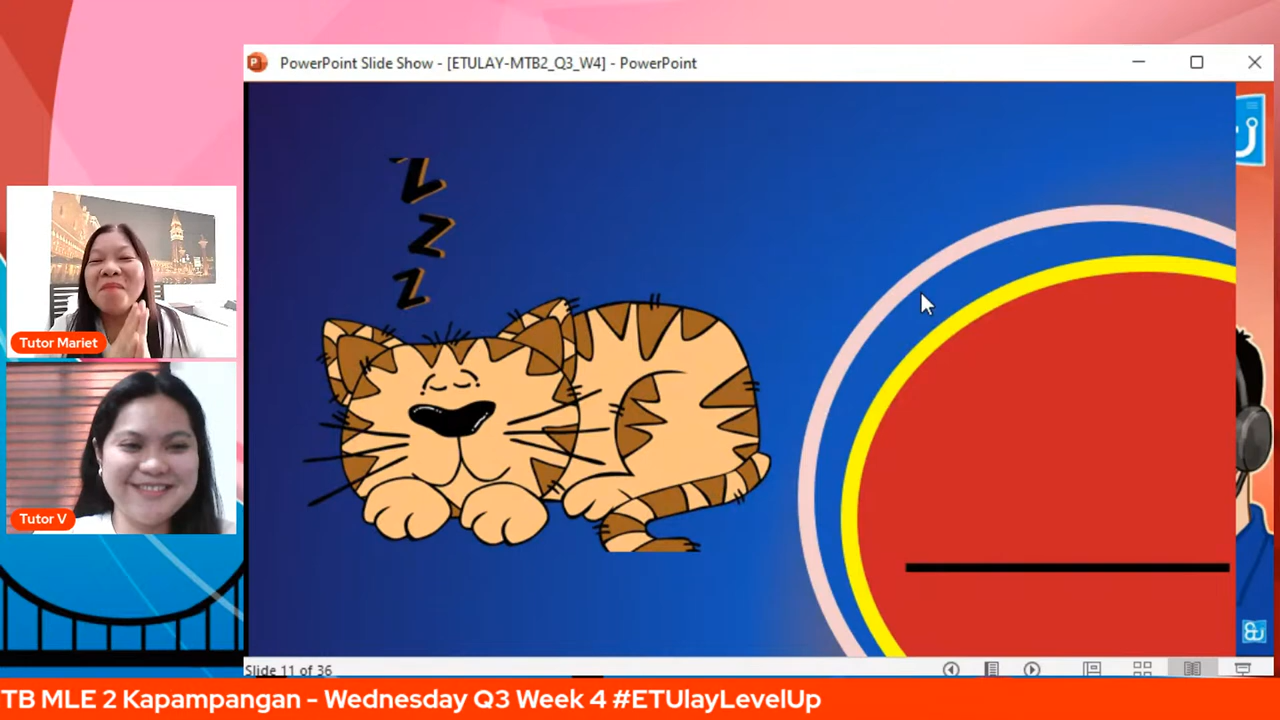 PowerPoint Slide Show - [ETULAY-MTB2_Q3_W4] - PowerPoint
Z
Z
Z
Tutor Mariet
Tutor V
Slide 11 of 36
TB MLE 2 Kapampangan - Wednesday Q3 Week 4 #ETUlayLevelUp